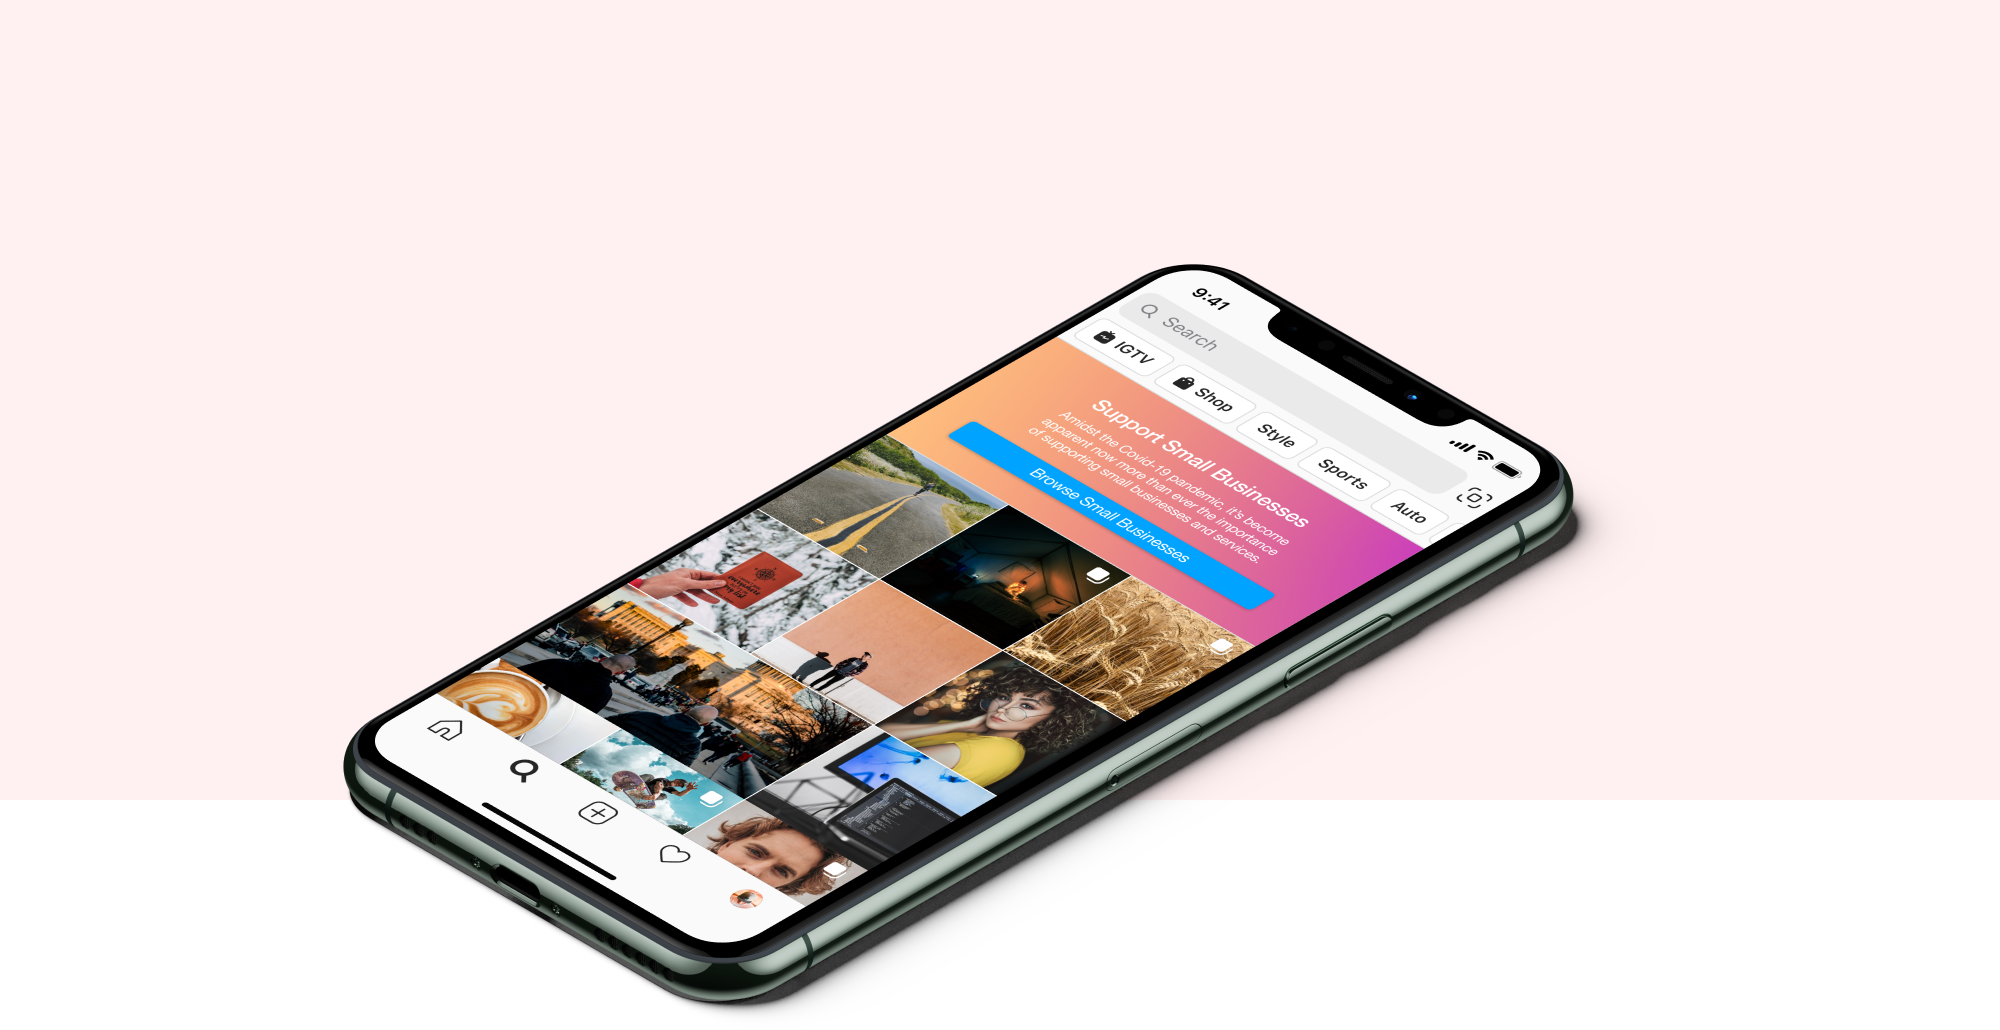 9:41
Search
IGTV
Shop
Style
Sports
Auto
Support Small Businesses
Amidst the Covid-19 pandemic, it's become
apparent now more than ever the importance
of supporting small businesses and services.
Browse Small Businesses